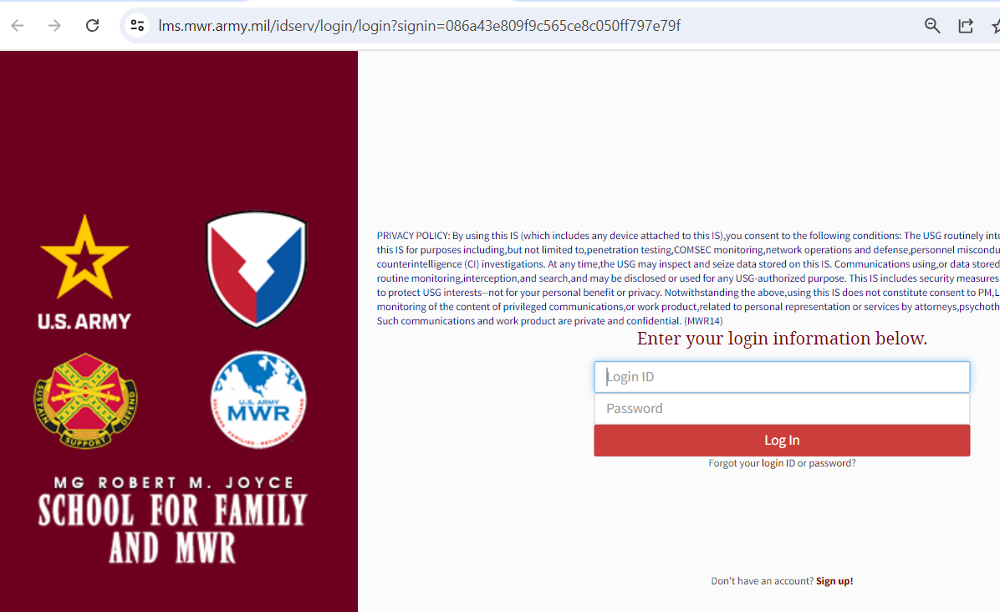 lms.mwr.army.mil/idserv/login/login?signin=086a43e809f9c565ce8c050ff797e79f
U.S. ARMY
SUSTAIN SUPPORT DEFEND
U.S. ARMY
MWR
SOLDIERS • FAMILIES • RETIREES • CIVILIANS
MG ROBERT M. JOYCE
SCHOOL FOR FAMILY
AND MWR
PRIVACY POLICY: By using this IS (which includes any device attached to this IS),you consent to the following conditions: The USG routinely inte
this IS for purposes including,but not limited to,penetration testing,COMSEC monitoring,network operations and defense,personnel miscondu
counterintelligence (CI) investigations. At any time,the USG may inspect and seize data stored on this IS. Communications using,or data stored
routine monitoring,interception,and search,and may be disclosed or used for any USG-authorized purpose. This IS includes security measures
to protect USG interests--not for your personal benefit or privacy. Notwithstanding the above,using this IS does not constitute consent to PM,L
monitoring of the content of privileged communications,or work product,related to personal representation or services by attorneys,psychoth
Such communications and work product are private and confidential. (MWR14)
Enter your login information below.
Login ID
Password
Log In
Forgot your login ID or password?
Don't have an account? Sign up!